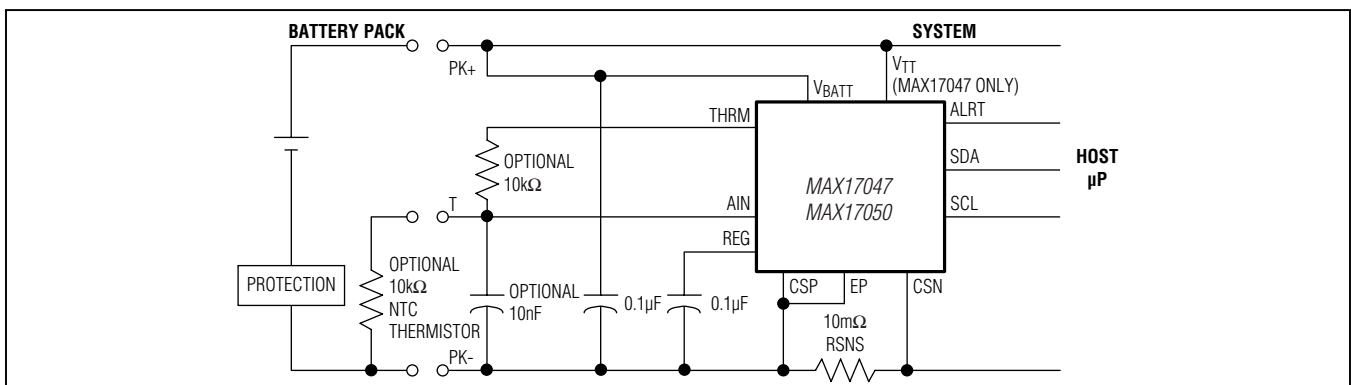 BATTERY PACK
SYSTEM
PK+
VTT
(MAX17047 ONLY)
VBATT
THRM
ALRT
OPTIONAL
10kΩ
SDA
HOST
µP
MAX17047
MAX17050
T
AIN
SCL
REG
PROTECTION
OPTIONAL
10kΩ
NTC
THERMISTOR
OPTIONAL
10nF
0.1µF
0.1µF
CSP
EP
CSN
10mΩ
RSNS
PK-